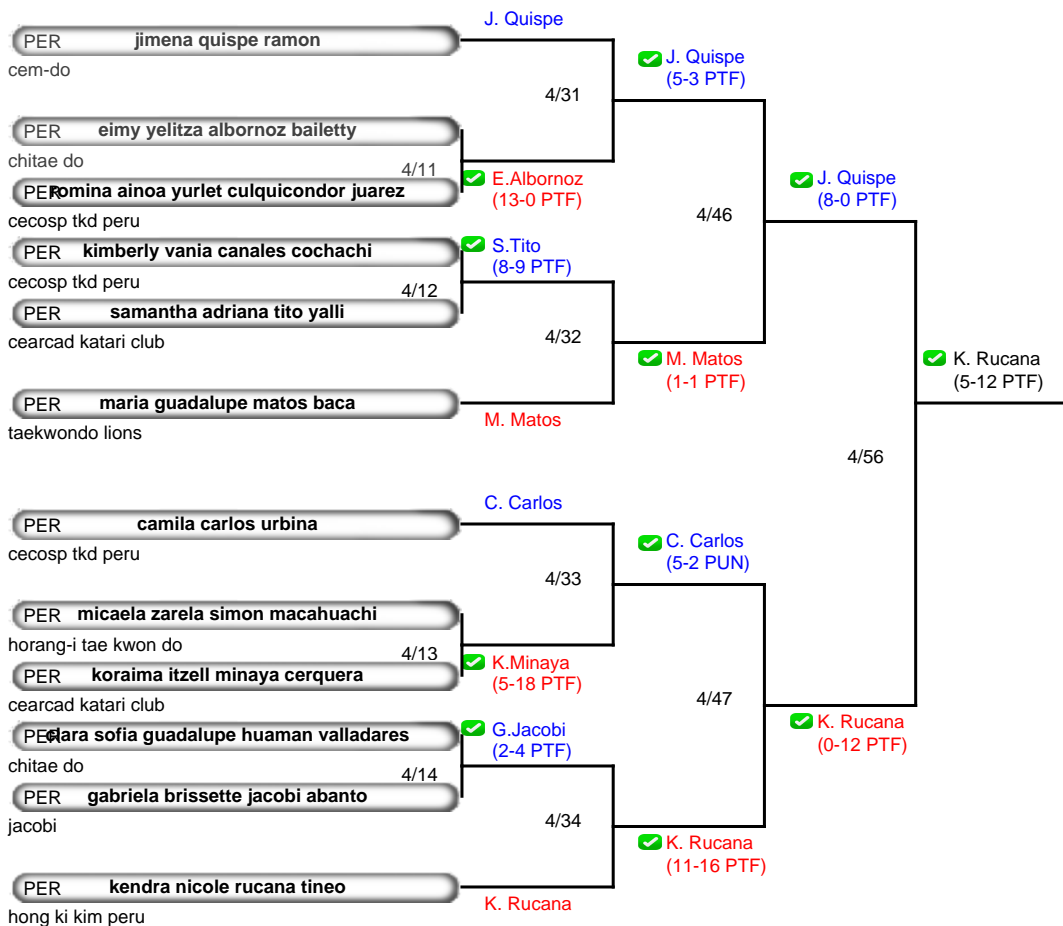 J. Quispe
PER jimena quispe ramon
cem-do
4/31
J. Quispe
(5-3 PTF)
PER eimy yelitza albornoz bailetty
chitae do
4/11
E.Albornoz
(13-0 PTF)
PER romina ainoa yurlet culquicondor juarez
cecosp tkd peru
J. Quispe
(8-0 PTF)
4/46
PER kimberly vania canales cochachi
cecosp tkd peru
S.Tito
(8-9 PTF)
4/12
PER samantha adriana tito yalli
cearcad katari club
4/32
M. Matos
(1-1 PTF)
K. Rucana
(5-12 PTF)
PER maria guadalupe matos baca
taekwondo lions
M. Matos
4/56
C. Carlos
PER camila carlos urbina
cecosp tkd peru
C. Carlos
(5-2 PUN)
4/33
PER micaela zarela simon macahuachi
horang-i tae kwon do
4/13
K.Minaya
(5-18 PTF)
PER koraima itzell minaya cerquera
cearcad katari club
4/47
K. Rucana
(0-12 PTF)
PER clara sofia guadalupe huaman valladares
chitae do
G.Jacobi
(2-4 PTF)
4/14
PER gabriela brissette jacobi abanto
jacobi
4/34
K. Rucana
(11-16 PTF)
PER kendra nicole rucana tineo
hong ki kim peru
K. Rucana